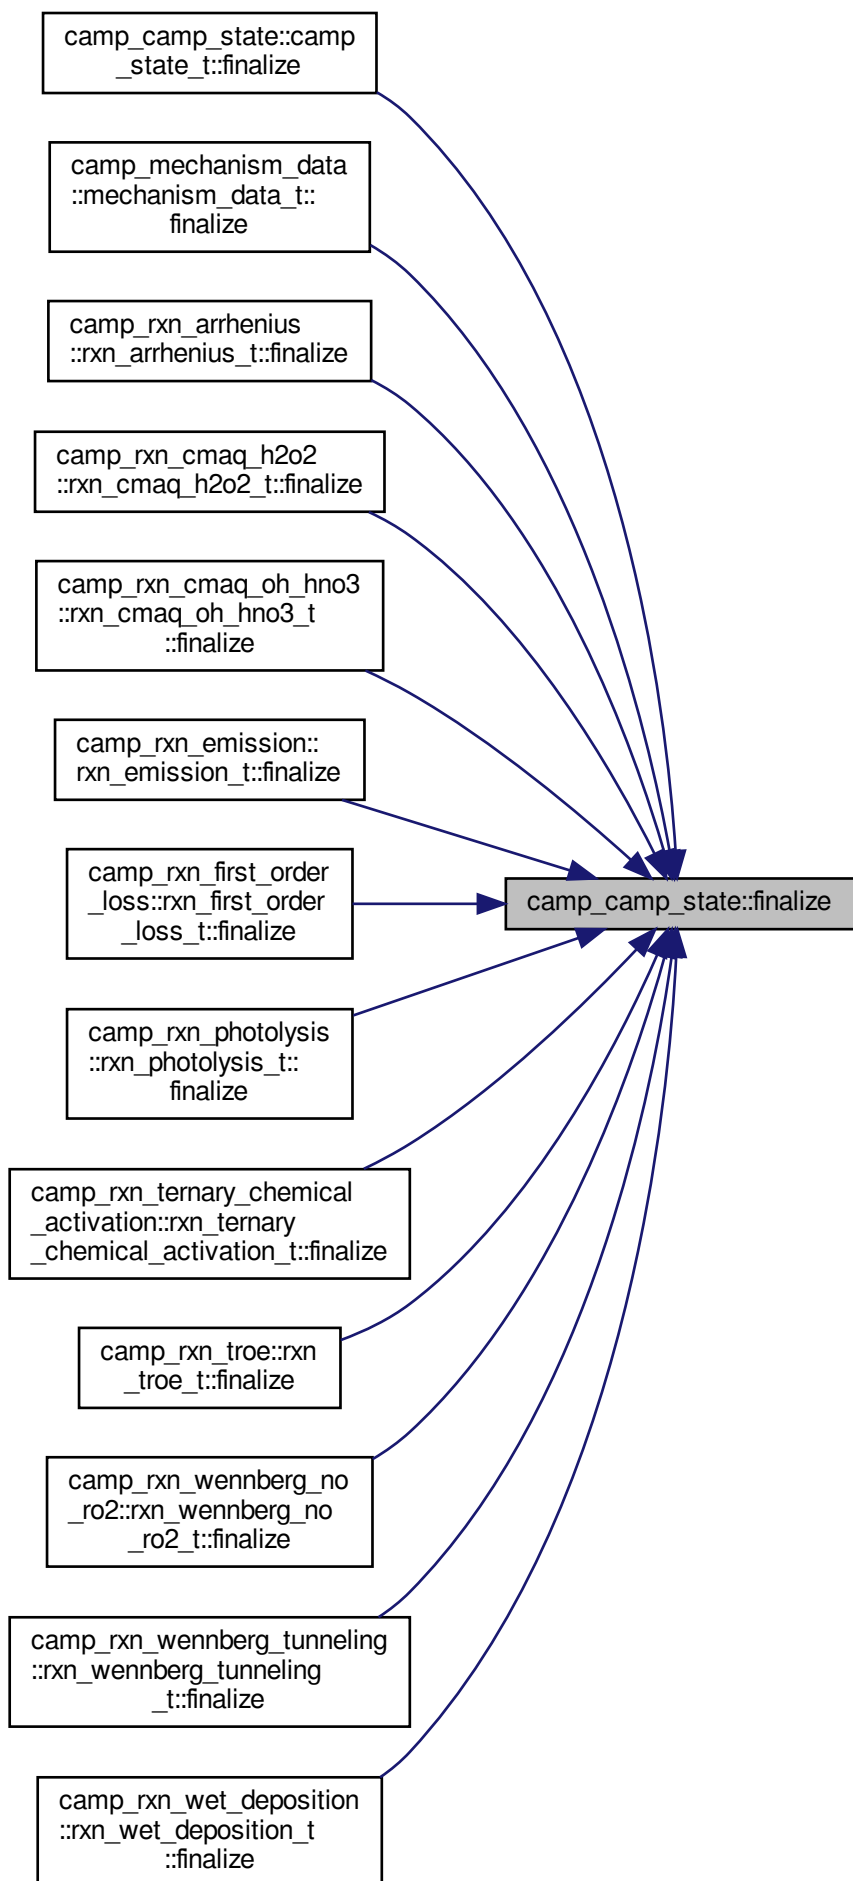 camp_camp_state::camp
_state_t::finalize
camp_mechanism_data
::mechanism_data_t::
finalize
camp_rxn_arrhenius
::rxn_arrhenius_t::finalize
camp_rxn_cmaq_h2o2
::rxn_cmaq_h2o2_t::finalize
camp_rxn_cmaq_oh_hno3
::rxn_cmaq_oh_hno3_t
::finalize
camp_rxn_emission::
rxn_emission_t::finalize
camp_rxn_first_order
_loss::rxn_first_order
_loss_t::finalize
camp_camp_state::finalize
camp_rxn_photolysis
::rxn_photolysis_t::
finalize
camp_rxn_ternary_chemical
_activation::rxn_ternary
_chemical_activation_t::finalize
camp_rxn_troe::rxn
_troe_t::finalize
camp_rxn_wennberg_no
_ro2::rxn_wennberg_no
_ro2_t::finalize
camp_rxn_wennberg_tunneling
::rxn_wennberg_tunneling
_t::finalize
camp_rxn_wet_deposition
::rxn_wet_deposition_t
::finalize